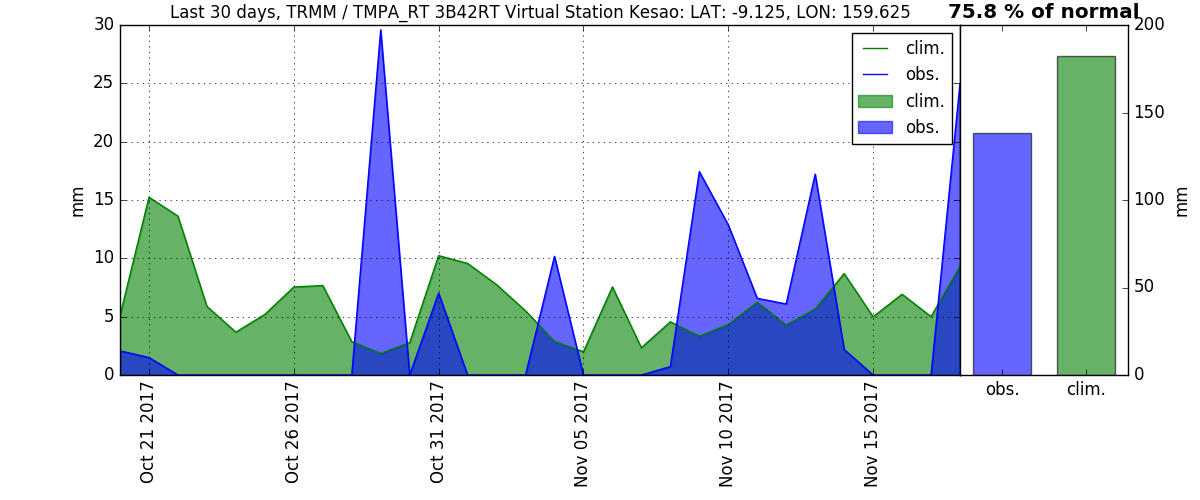 Last 30 days, TRMM / TMPA_RT 3B42RT Virtual Station Kesao: LAT: -9.125, LON: 159.625
75.8 % of normal
30
25
20
15
10
5
0
mm
clim.
obs.
clim.
obs.
200
150
100
50
0
mm
obs.
clim.
Oct 21 2017
Oct 26 2017
Oct 31 2017
Nov 05 2017
Nov 10 2017
Nov 15 2017